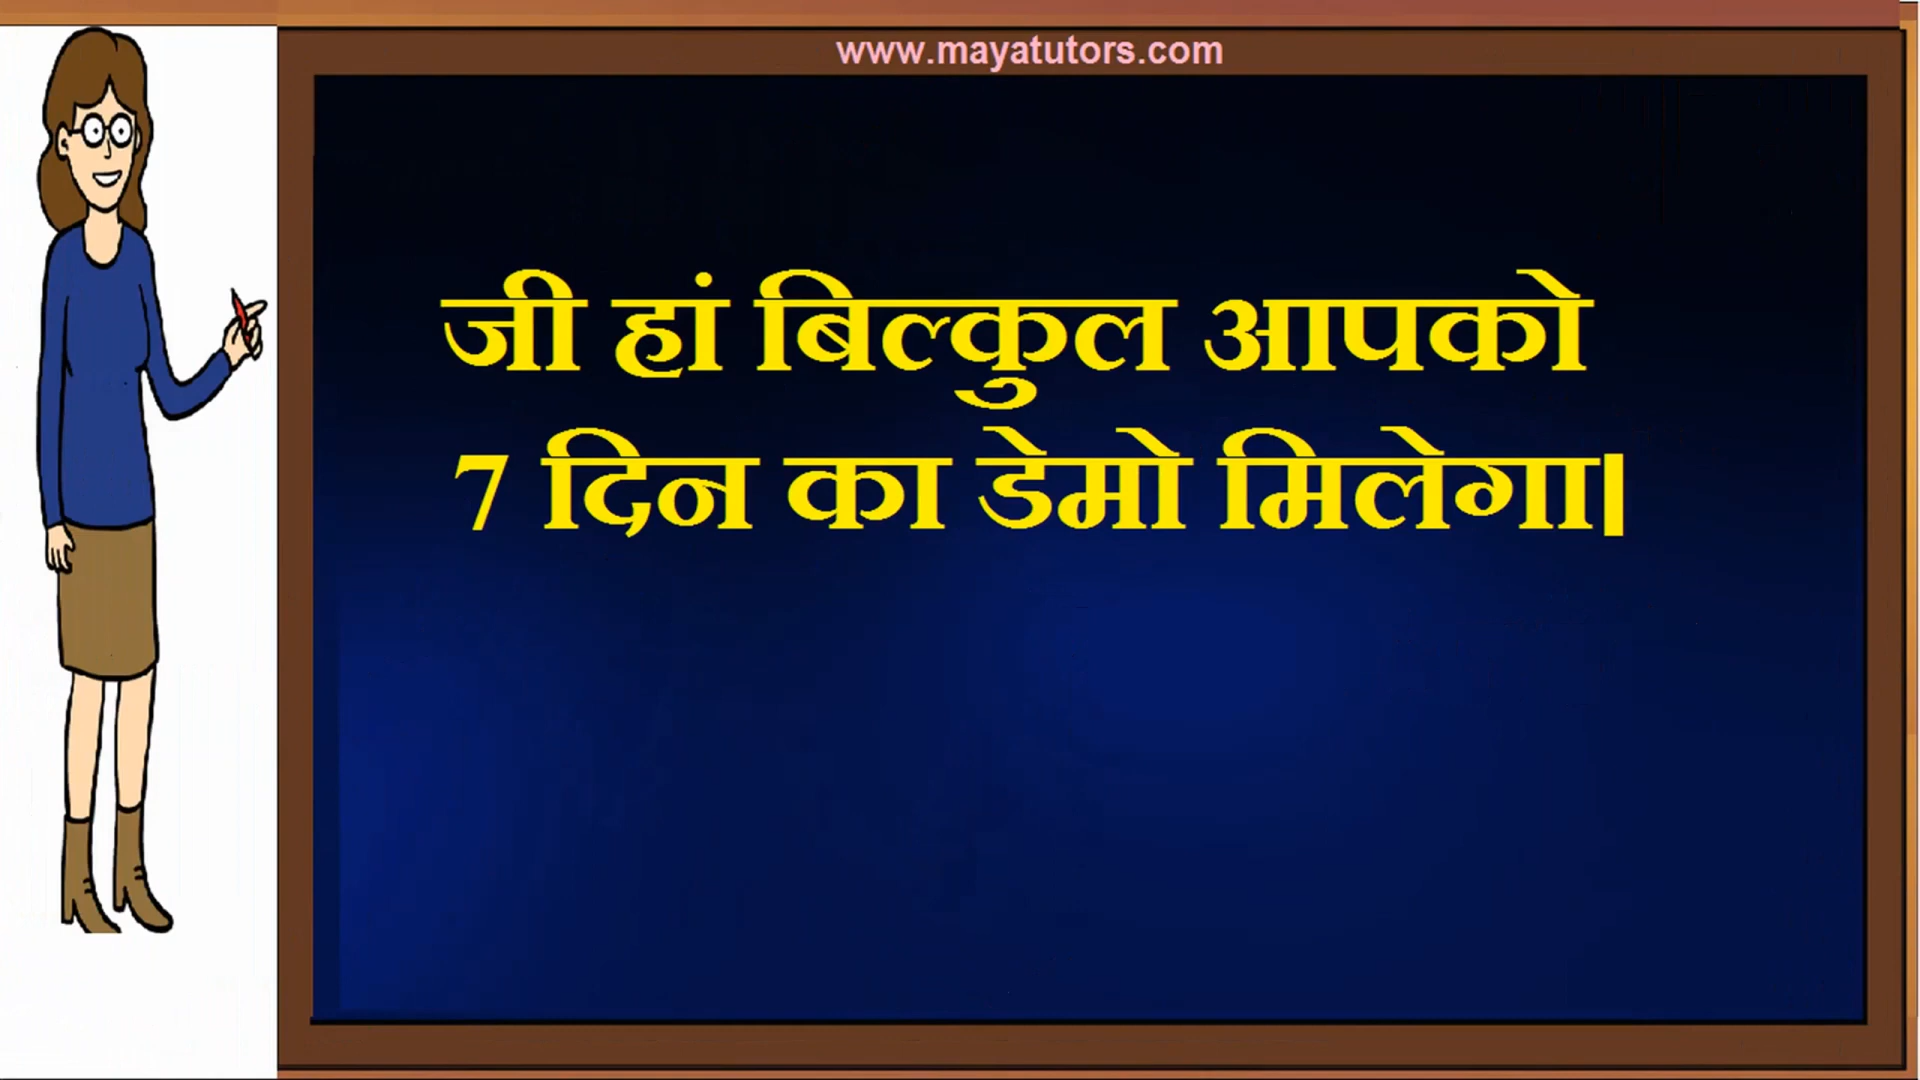 www.mayatutors.com
जी हां बिल्कुल आपको
7 दिन का डेमो मिलेगा।